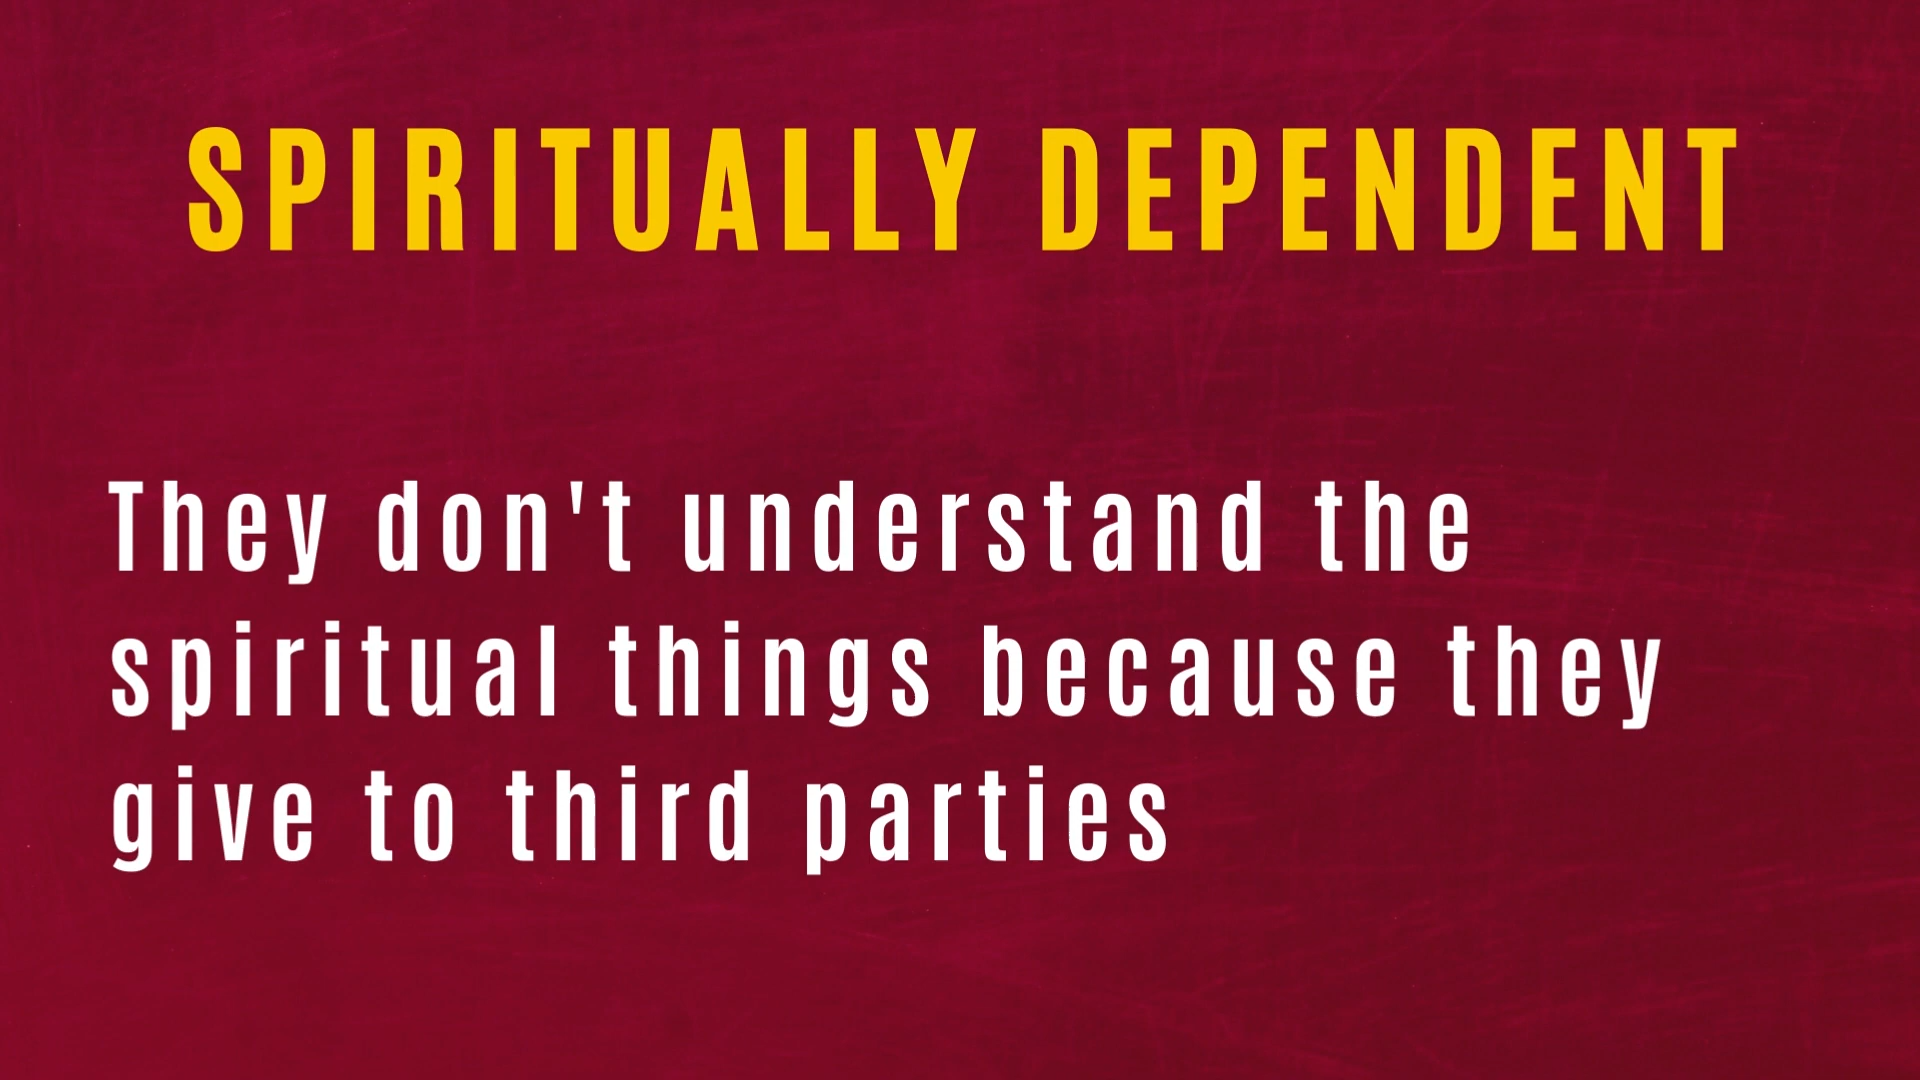 SPIRITUALLY DEPENDENT
They don't understand the
spiritual things because they
give to third parties